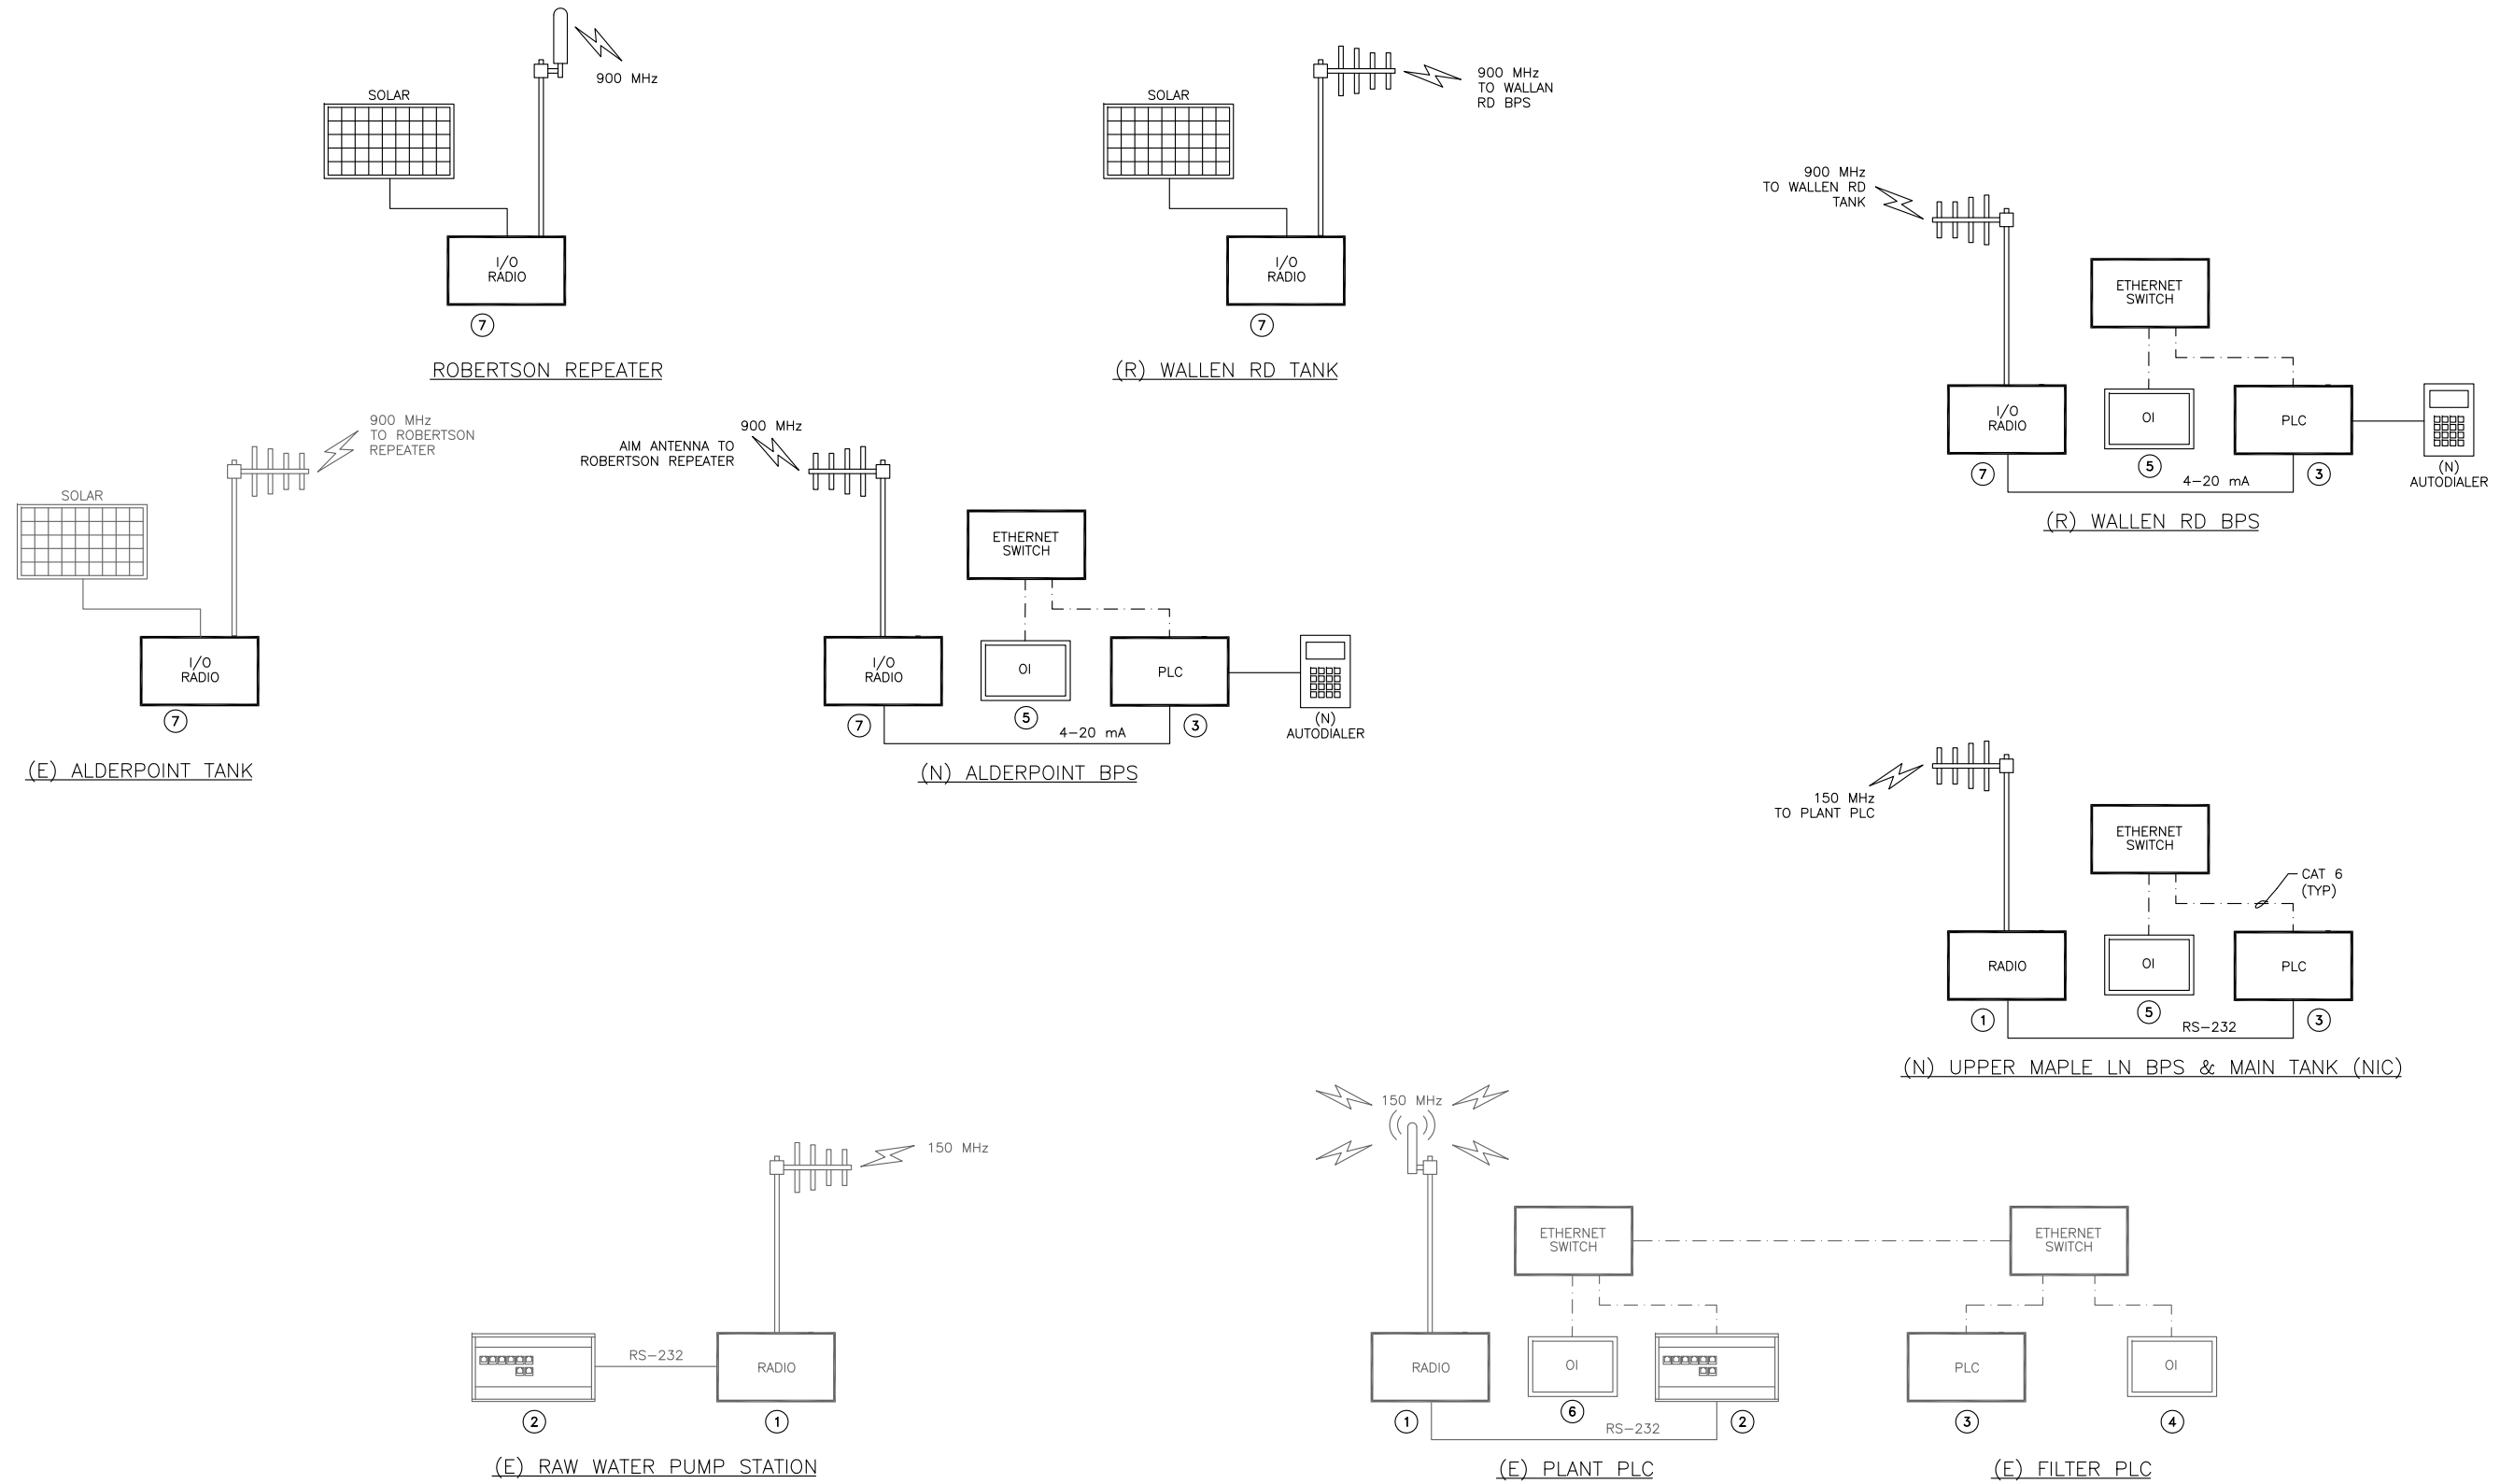 900 MHz
SOLAR
I/O
RADIO
7
ROBERTSON REPEATER
900 MHz
TO WALLAN
RD BPS
SOLAR
I/O
RADIO
7
(R) WALLEN RD TANK
900 MHz
TO WALLEN RD
TANK
ETHERNET
SWITCH
I/O
RADIO
OI
PLC
7
5
3
4-20 mA
(N)
AUTODIALER
(R) WALLEN RD BPS
900 MHz
TO ROBERTSON
REPEATER
SOLAR
I/O
RADIO
7
(E) ALDERPOINT TANK
900 MHz
AIM ANTENNA TO
ROBERTSON REPEATER
ETHERNET
SWITCH
I/O
RADIO
OI
PLC
7
5
3
4-20 mA
(N)
AUTODIALER
(N) ALDERPOINT BPS
150 MHz
TO PLANT PLC
ETHERNET
SWITCH
CAT 6
(TYP)
RADIO
OI
PLC
1
5
3
RS-232
(N) UPPER MAPLE LN BPS & MAIN TANK (NIC)
150 MHz
RS-232
RADIO
2
1
(E) RAW WATER PUMP STATION
150 MHz
ETHERNET
SWITCH
RADIO
OI
1
6
2
RS-232
(E) PLANT PLC
ETHERNET
SWITCH
PLC
OI
3
4
(E) FILTER PLC